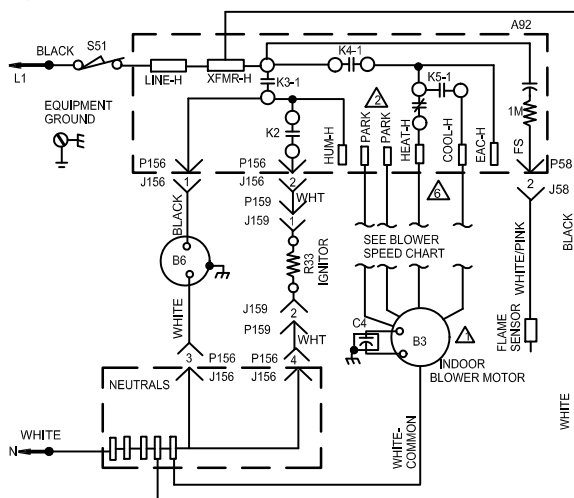 A92
BLACK
S51
L1
LINE-H
XFMR-H
K4-1
K3-1
K5-1
K2
HUM-H
2
PARK
PARK
HEAT-H
COOL-H
EAC-H
1M
FS
EQUIPMENT
GROUND
P156
J156
1
P156
J156
2
WHT
P159
J159
1
6
P58
2
J58
BLACK
B6
R33
IGNITOR
SEE BLOWER
SPEED CHART
WHITE/PINK
BLACK
WHITE
J159
2
P159
WHT
C4
B3
1
INDOOR
BLOWER MOTOR
FLAME
SENSOR
3
P156
J156
P156
4
J156
NEUTRALS
WHITE
N
WHITE-
COMMON
WHITE